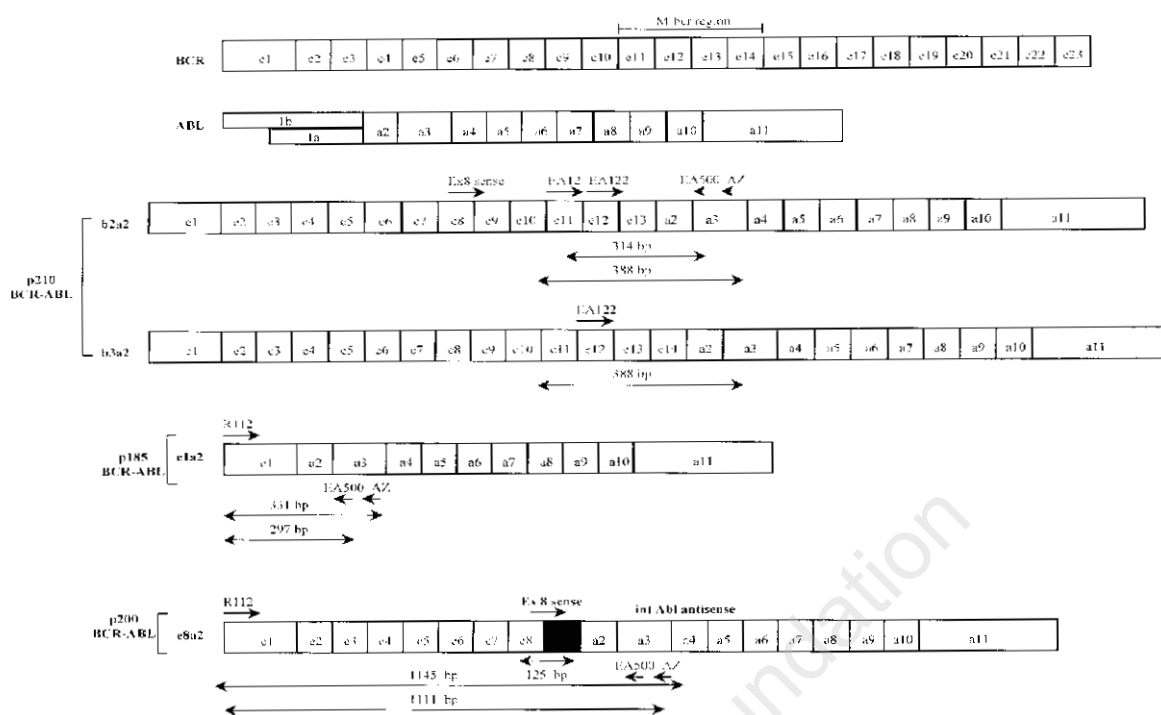 M-bcr region
BCR e1 e2 e3 e4 e5 e6 e7 e8 e9 e10 e11 e12 e13 e14 e15 e16 e17 e18 e19 e20 e21 e22 e23
ABL 1b
1a a2 a3 a4 a5 a6 a7 a8 a9 a10 a11
Ex8 sense EA12 EA122 EA500 AZ
b2a2 e1 e2 e3 e4 e5 e6 e7 e8 e9 e10 e11 e12 e13 a2 a3 a4 a5 a6 a7 a8 a9 a10 a11
314 bp
388 bp
p210
BCR-ABL
EA122
b3a2 e1 e2 e3 e4 e5 e6 e7 e8 e9 e10 e11 e12 e13 e14 a2 a3 a4 a5 a6 a7 a8 a9 a10 a11
388 bp
R112
p185
BCR-ABL e1a2 e1 a2 a3 a4 a5 a6 a7 a8 a9 a10 a11
EA500 AZ
331 bp
297 bp
R112 Ex 8 sense int Abl antisense
p200
BCR-ABL e8a2 e1 e2 e3 e4 e5 e6 e7 e8 a2 a3 a4 a5 a6 a7 a8 a9 a10 a11
EA500 AZ
1145 bp 125 bp
1111 bp
undation